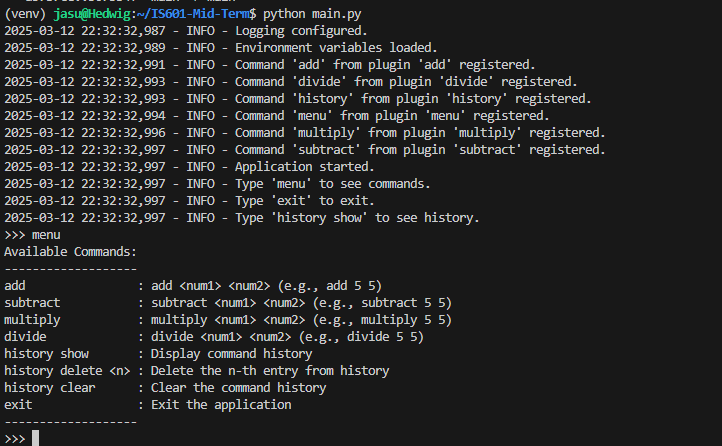 (venv) jasu@Hedwig:~/IS601-Mid-Term$ python main.py
2025-03-12 22:32:32,987 - INFO - Logging configured.
2025-03-12 22:32:32,989 - INFO - Environment variables loaded.
2025-03-12 22:32:32,991 - INFO - Command 'add' from plugin 'add' registered.
2025-03-12 22:32:32,993 - INFO - Command 'divide' from plugin 'divide' registered.
2025-03-12 22:32:32,993 - INFO - Command 'history' from plugin 'history' registered.
2025-03-12 22:32:32,994 - INFO - Command 'menu' from plugin 'menu' registered.
2025-03-12 22:32:32,996 - INFO - Command 'multiply' from plugin 'multiply' registered.
2025-03-12 22:32:32,997 - INFO - Command 'subtract' from plugin 'subtract' registered.
2025-03-12 22:32:32,997 - INFO - Application started.
2025-03-12 22:32:32,997 - INFO - Type 'menu' to see commands.
2025-03-12 22:32:32,997 - INFO - Type 'exit' to exit.
2025-03-12 22:32:32,997 - INFO - Type 'history show' to see history.
>>> menu
Available Commands:
-------------------
add                : add <num1> <num2> (e.g., add 5 5)
subtract           : subtract <num1> <num2> (e.g., subtract 5 5)
multiply           : multiply <num1> <num2> (e.g., multiply 5 5)
divide             : divide <num1> <num2> (e.g., divide 5 5)
history show       : Display command history
history delete <n> : Delete the n-th entry from history
history clear      : Clear the command history
exit               : Exit the application
-------------------
>>>